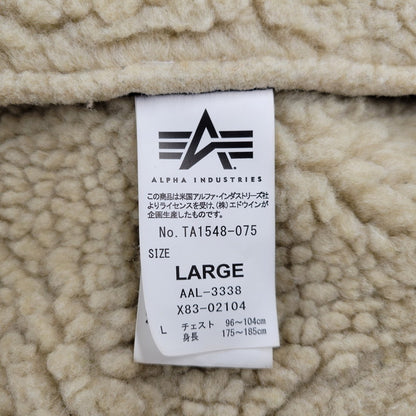 ALPHA INDUSTRIES
この商品は米国アルファ・インダストリーズ社
よりライセンスを受け、(株)エドウインが
企画生産したものです。
No. TA1548-075
SIZE
LARGE
AAL-3338
X83-02104
L チェスト 96〜104cm
身長 175〜185cm